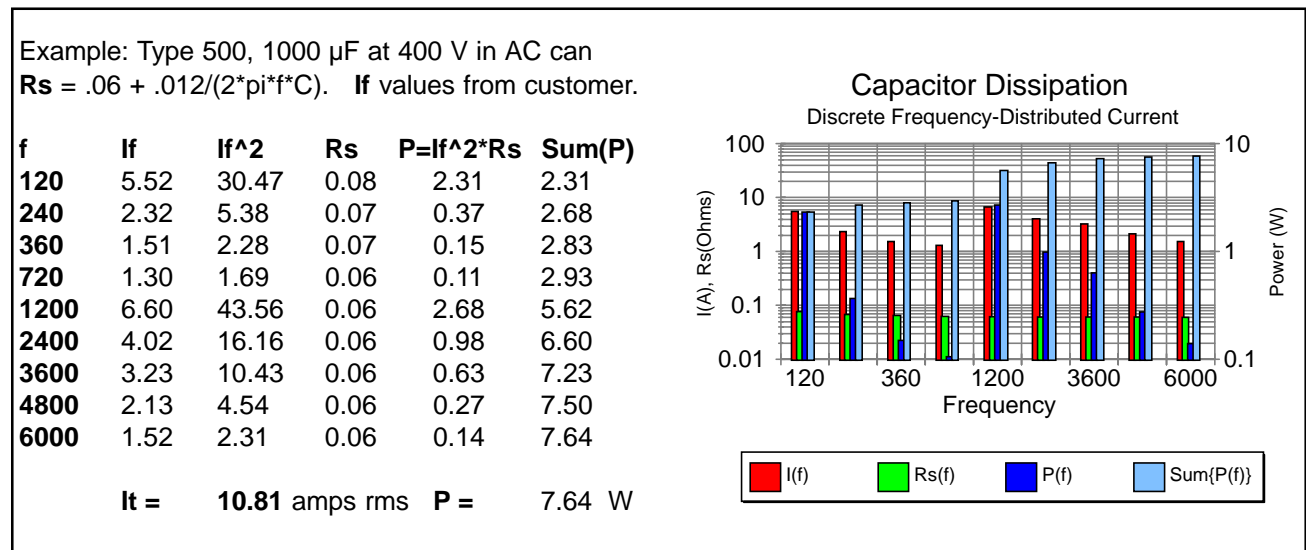 Example: Type 500, 1000 µF at 400 V in AC can
Rs = .06 + .012/(2*pi*f*C). If values from customer.
f If If^2 Rs P=If^2*Rs Sum(P)
120 5.52 30.47 0.08 2.31 2.31
240 2.32 5.38 0.07 0.37 2.68
360 1.51 2.28 0.07 0.15 2.83
720 1.30 1.69 0.06 0.11 2.93
1200 6.60 43.56 0.06 2.68 5.62
2400 4.02 16.16 0.06 0.98 6.60
3600 3.23 10.43 0.06 0.63 7.23
4800 2.13 4.54 0.06 0.27 7.50
6000 1.52 2.31 0.06 0.14 7.64
It = 10.81 amps rms P = 7.64 W
Capacitor Dissipation
Discrete Frequency-Distributed Current
100
10
1
0.1
0.01
I(A), Rs(Ohms)
10
1
0.1
Power (W)
120 360 1200 3600 6000
Frequency
I(f) Rs(f) P(f) Sum{P(f)}